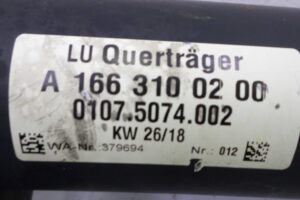 LU Querträger
A 166 310 02 00
0107.5074.002
KW 26/18
WA-Nr.:379694 Nr.: 012